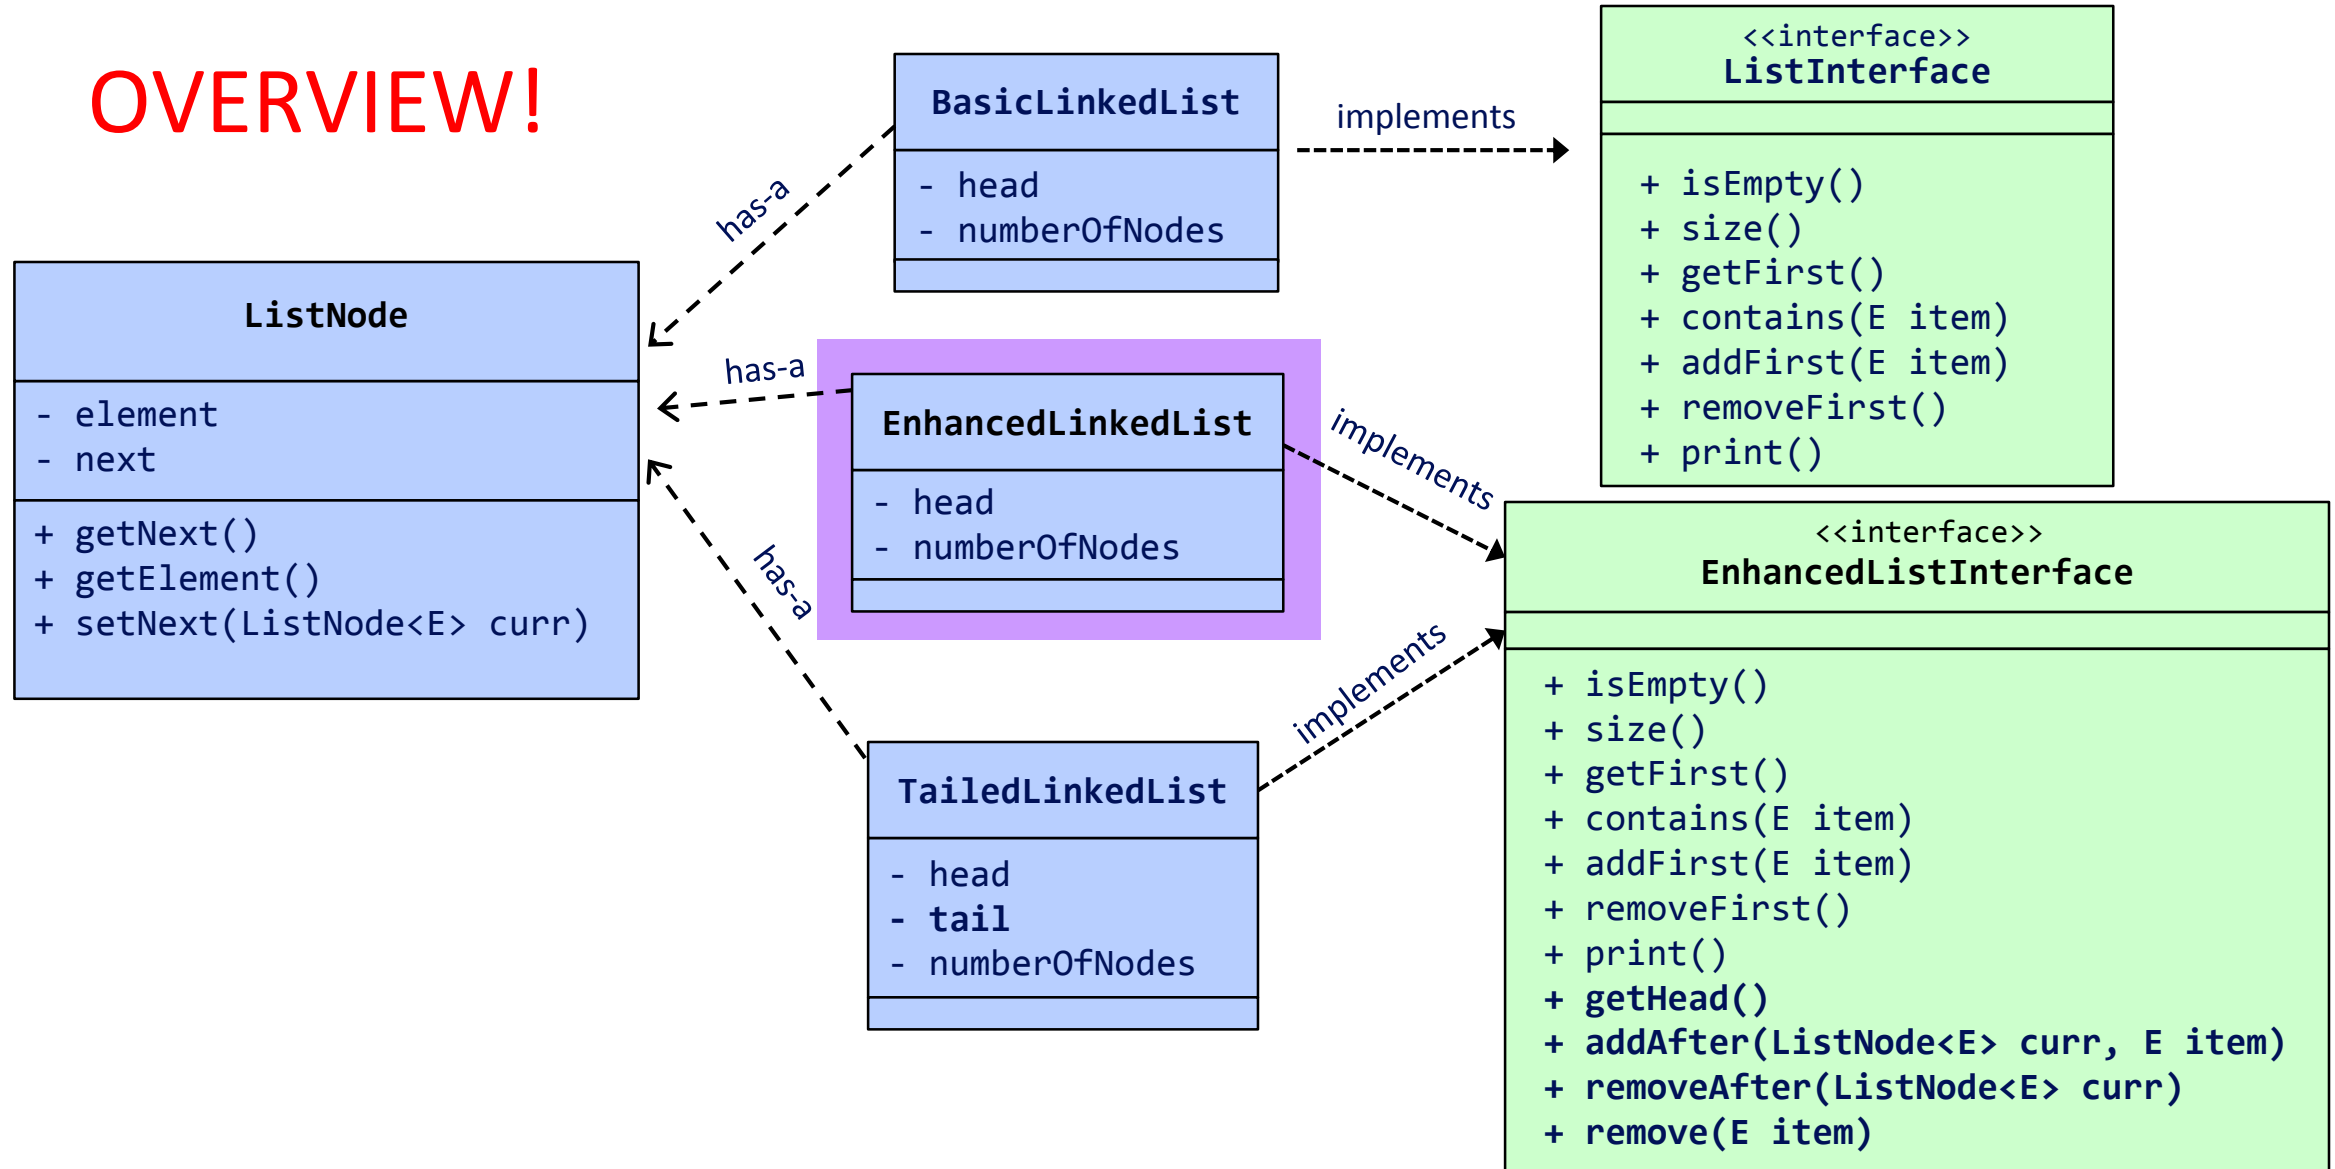 OVERVIEW!
BasicLinkedList
- head
- numberOfNodes
implements
<<interface>>
ListInterface
+ isEmpty()
+ size()
+ getFirst()
+ contains(E item)
+ addFirst(E item)
+ removeFirst()
+ print()
has-a
ListNode
- element
- next
+ getNext()
+ getElement()
+ setNext(ListNode<E> curr)
has-a
EnhancedLinkedList
- head
- numberOfNodes
implements
has-a
TailedLinkedList
- head
- tail
- numberOfNodes
implements
<<interface>>
EnhancedListInterface
+ isEmpty()
+ size()
+ getFirst()
+ contains(E item)
+ addFirst(E item)
+ removeFirst()
+ print()
+ getHead()
+ addAfter(ListNode<E> curr, E item)
+ removeAfter(ListNode<E> curr)
+ remove(E item)